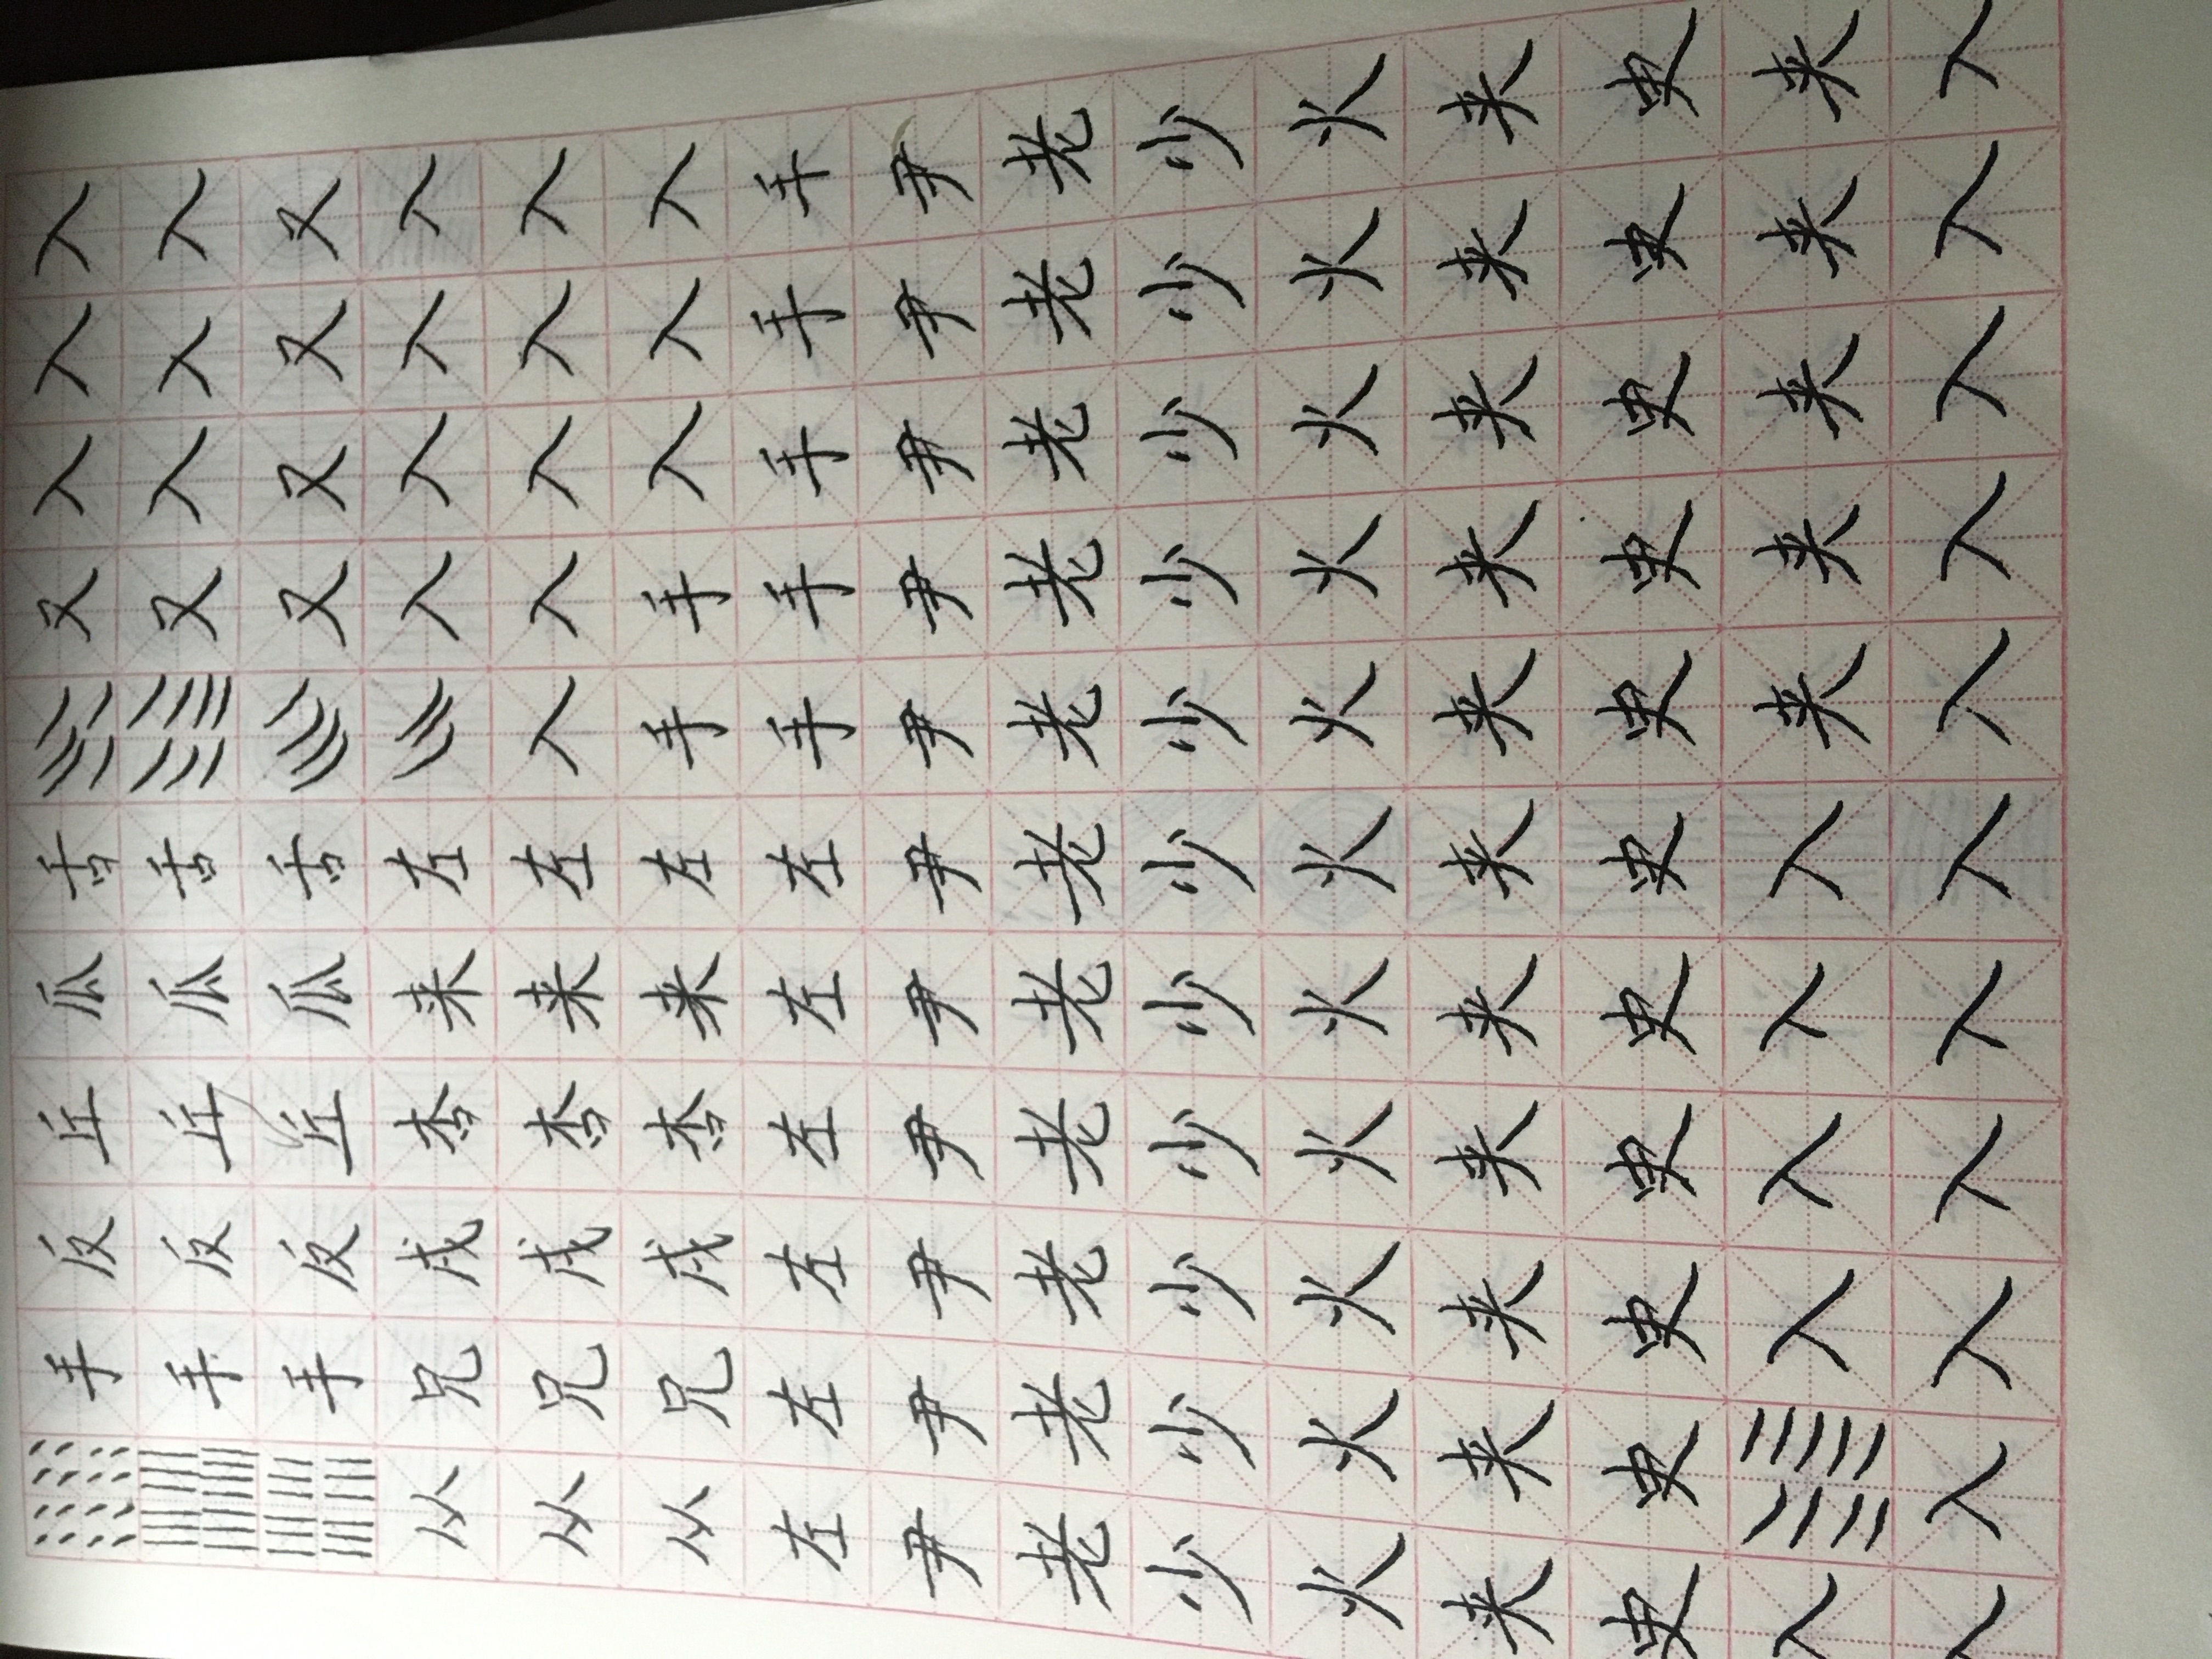 手反丘瓜舌又入入入
手反丘瓜舌又入入入
手反丘瓜舌又又又又
从兄戌杏来左入入入入
从兄戌杏来左入入入入入
从兄戌杏来左手手入入入
左左左左左左手手手手手
尹尹尹尹尹尹尹尹尹尹尹
老老老老老老老老老老老
少少少少少少少少少少少
火火火火火火火火火火火
夹夹夹夹夹夹夹夹夹夹夹
史史史史史史史史史史史
入入入入入夹夹夹夹夹
入入入入入入入入入入入